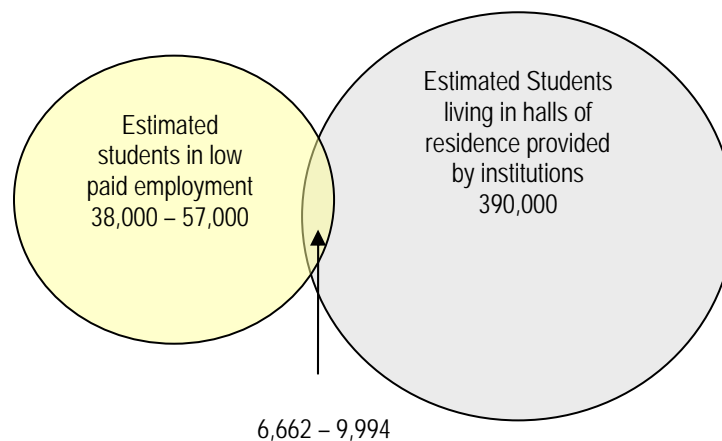 Estimated
students in low
paid employment
38,000 – 57,000
Estimated Students
living in halls of
residence provided
by institutions
390,000
6,662 – 9,994